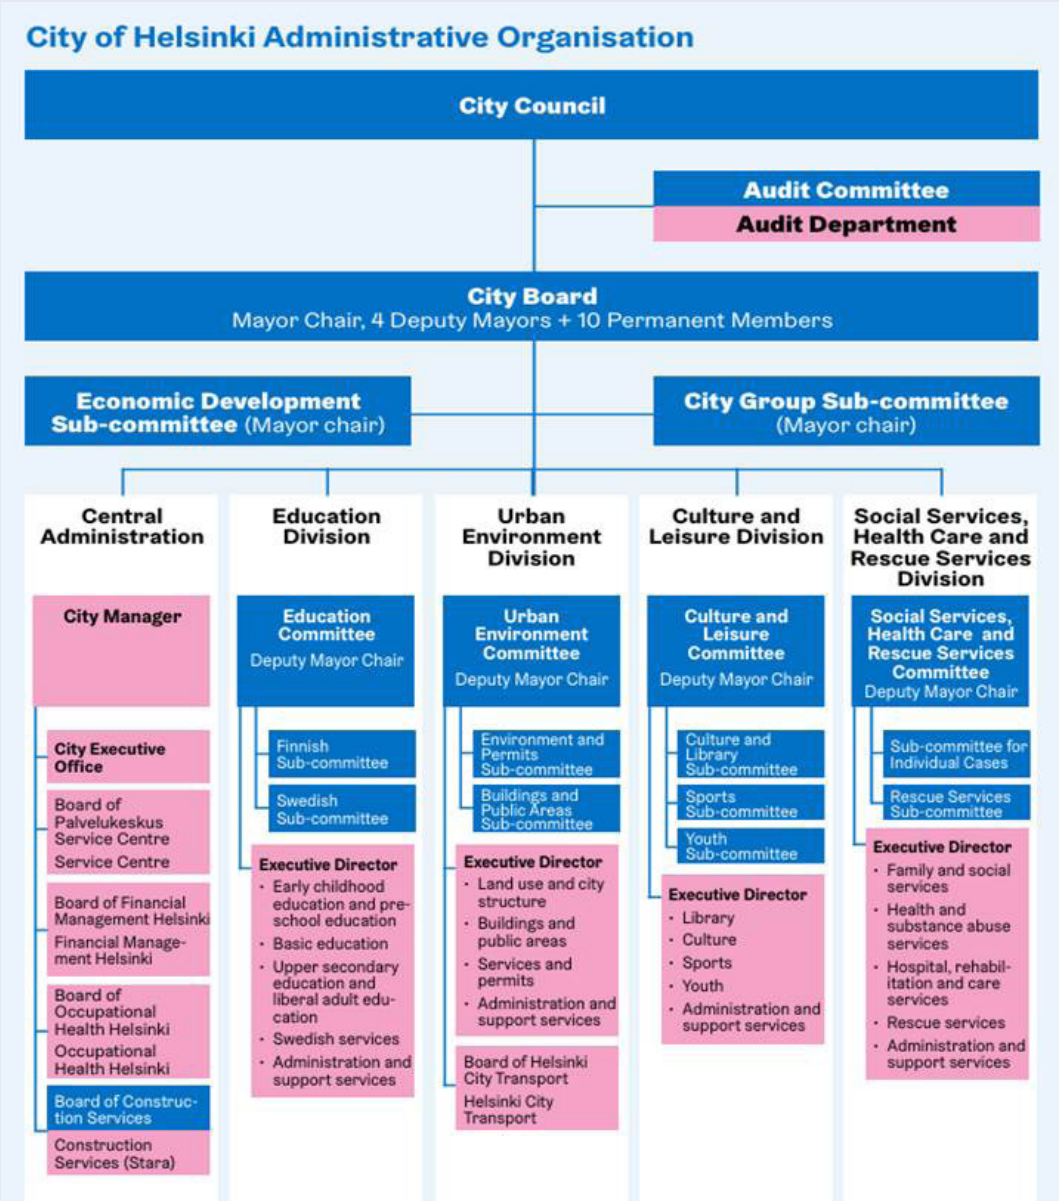 City of Helsinki Administrative Organisation
City Council
Audit Committee
Audit Department
City Board
Mayor Chair, 4 Deputy Mayors + 10 Permanent Members
Economic Development
Sub-committee (Mayor chair)
City Group Sub-committee
(Mayor chair)
Central
Administration
City Manager
City Executive
Office
Board of
Palvelukeskus
Service Centre
Service Centre
Board of Financial
Management Helsinki
Financial Manage-
ment Helsinki
Board of
Occupational
Health Helsinki
Occupational
Health Helsinki
Board of Construc-
tion Services
Construction
Services (Stara)
Education
Division
Education
Committee
Deputy Mayor Chair
Finnish
Sub-committee
Swedish
Sub-committee
Executive Director
· Early childhood
education and pre-
school education
· Basic education
· Upper secondary
education and
liberal adult edu-
cation
· Swedish services
· Administration and
support services
Urban
Environment
Division
Urban
Environment
Committee
Deputy Mayor Chair
Environment and
Permits
Sub-committee
Buildings and
Public Areas
Sub-committee
Executive Director
· Land use and city
structure
· Buildings and
public areas
· Services and
permits
· Administration and
support services
Board of Helsinki
City Transport
Helsinki City
Transport
Culture and
Leisure Division
Culture and
Leisure
Committee
Deputy Mayor Chair
Culture and
Library
Sub-committee
Sports
Sub-committee
Youth
Sub-committee
Executive Director
· Library
· Culture
· Sports
· Youth
· Administration and
support services
Social Services,
Health Care and
Rescue Services
Division
Social Services,
Health Care and
Rescue Services
Committee
Deputy Mayor Chair
Sub-committee for
Individual Cases
Rescue Services
Sub-committee
Executive Director
· Family and social
services
· Health and
substance abuse
services
· Hospital, rehabil-
itation and care
services
· Rescue services
· Administration and
support services